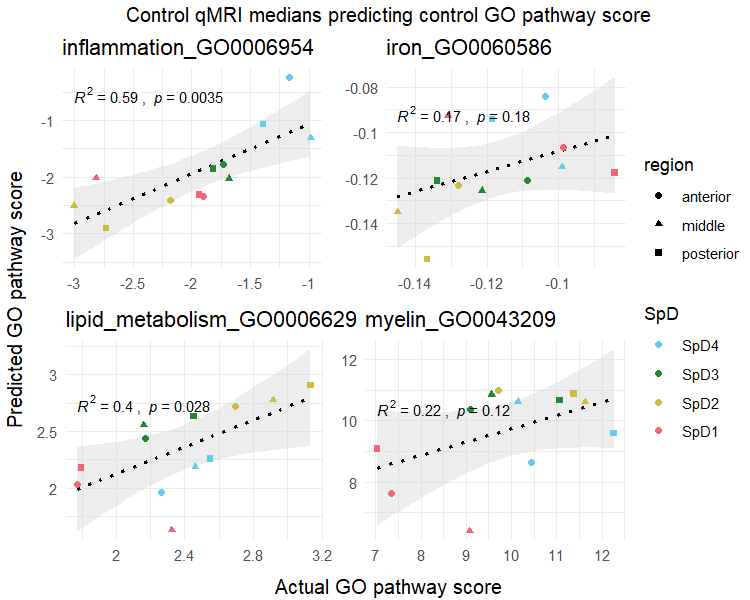 Control qMRI medians predicting control GO pathway score
inflammation_GO0006954
iron_GO0060586
R² = 0.59 , p = 0.0035
R² = 0.17 , p = 0.18
-1
-2
-3
-0.08
-0.1
-0.12
-0.14
-3
-2.5
-2
-1.5
-1
-0.14
-0.12
-0.1
lipid_metabolism_GO0006629
myelin_GO0043209
R² = 0.4 , p = 0.028
R² = 0.22 , p = 0.12
3
2.5
2
12
10
8
2
2.4
2.8
3.2
7
8
9
10
11
12
Predicted GO pathway score
Actual GO pathway score
region
anterior
middle
posterior
SpD
SpD4
SpD3
SpD2
SpD1